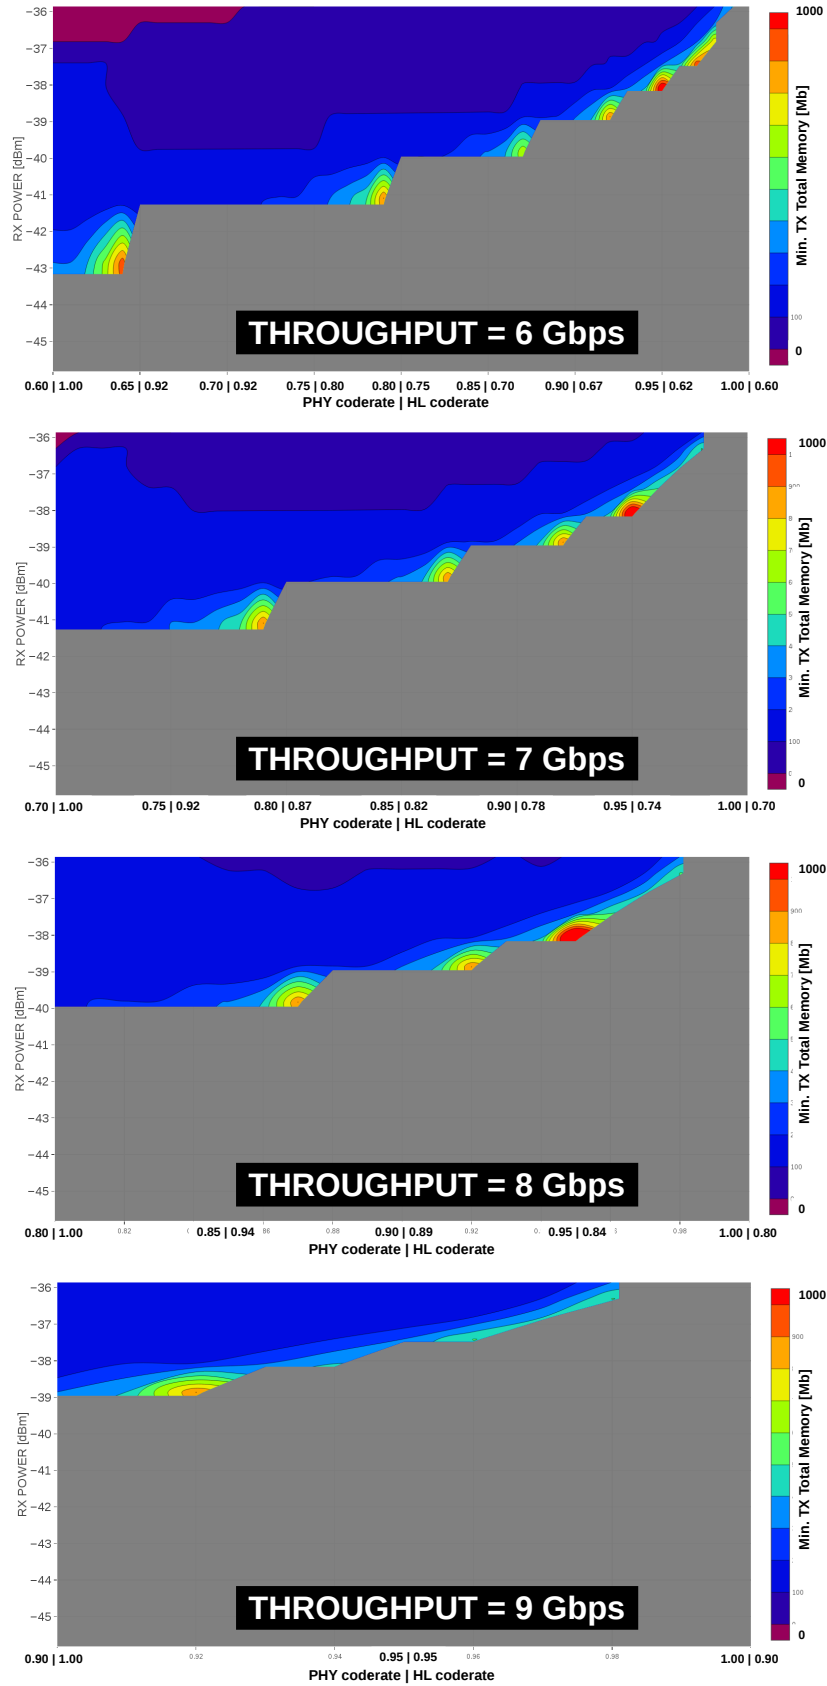 1000
−36
−37
−38
−39
−40
−41
−42
−43
−44
−45
RX POWER [dBm]
Min. TX Total Memory [Mb]
100
0
THROUGHPUT = 6 Gbps
0.60 | 1.00 0.65 | 0.92 0.70 | 0.92 0.75 | 0.80 0.80 | 0.75 0.85 | 0.70 0.90 | 0.67 0.95 | 0.62 1.00 | 0.60
PHY coderate | HL coderate
1000
−36
−37
−38
−39
−40
−41
−42
−43
−44
−45
RX POWER [dBm]
Min. TX Total Memory [Mb]
100
0
THROUGHPUT = 7 Gbps
0.70 | 1.00 0.75 | 0.92 0.80 | 0.87 0.85 | 0.82 0.90 | 0.78 0.95 | 0.74 1.00 | 0.70
PHY coderate | HL coderate
1000
−36
−37
−38
−39
−40
−41
−42
−43
−44
−45
RX POWER [dBm]
900
Min. TX Total Memory [Mb]
100
0
THROUGHPUT = 8 Gbps
0.80 | 1.00 0.82 0.85 | 0.94 86 0.88 0.90 | 0.89 0.92 0.95 | 0.84 0.98 1.00 | 0.80
PHY coderate | HL coderate
1000
−36
−37
−38
−39
−40
−41
−42
−43
−44
−45
RX POWER [dBm]
900
Min. TX Total Memory [Mb]
100
0
THROUGHPUT = 9 Gbps
0.90 | 1.00 0.92 0.94 0.95 | 0.95 0.96 0.98 1.00 | 0.90
PHY coderate | HL coderate